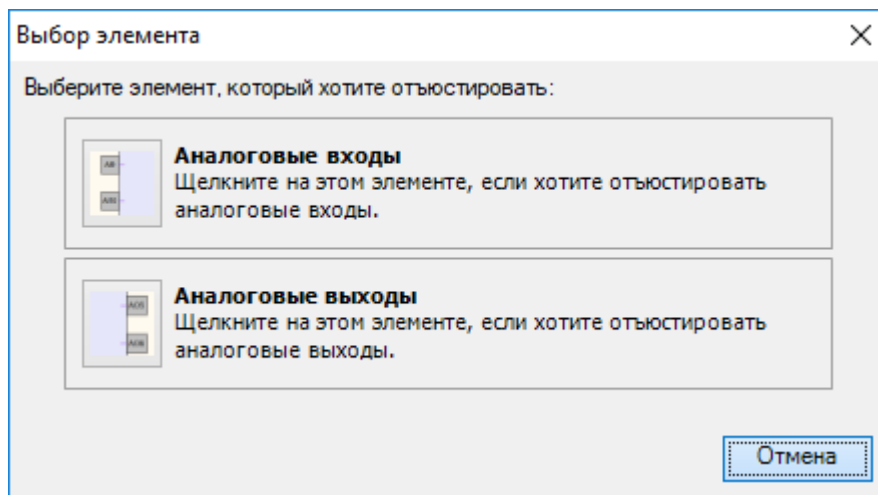 Выбор элемента
Выберите элемент, который хотите отъюстировать:
Аналоговые входы
Щелкните на этом элементе, если хотите отъюстировать
аналоговые входы.
Аналоговые выходы
Щелкните на этом элементе, если хотите отъюстировать
аналоговые выходы.
Отмена